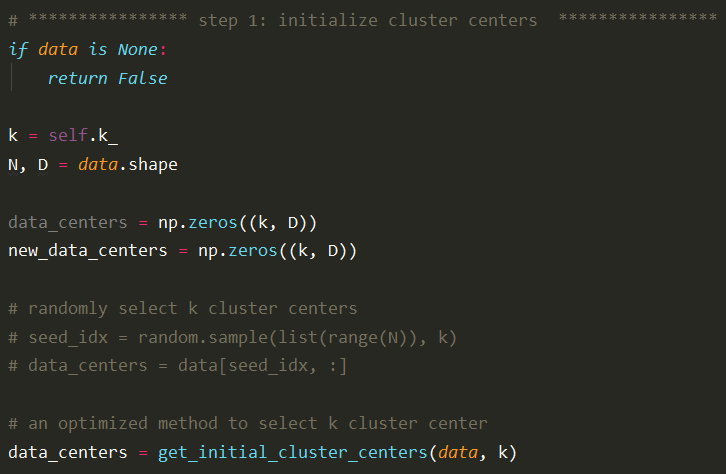 # **************** step 1: initialize cluster centers  ****************
if data is None:
    return False
k = self.k_
N, D = data.shape
data_centers = np.zeros((k, D))
new_data_centers = np.zeros((k, D))
# randomly select k cluster centers
# seed_idx = random.sample(list(range(N)), k)
# data_centers = data[seed_idx, :]
# an optimized method to select k cluster center
data_centers = get_initial_cluster_centers(data, k)